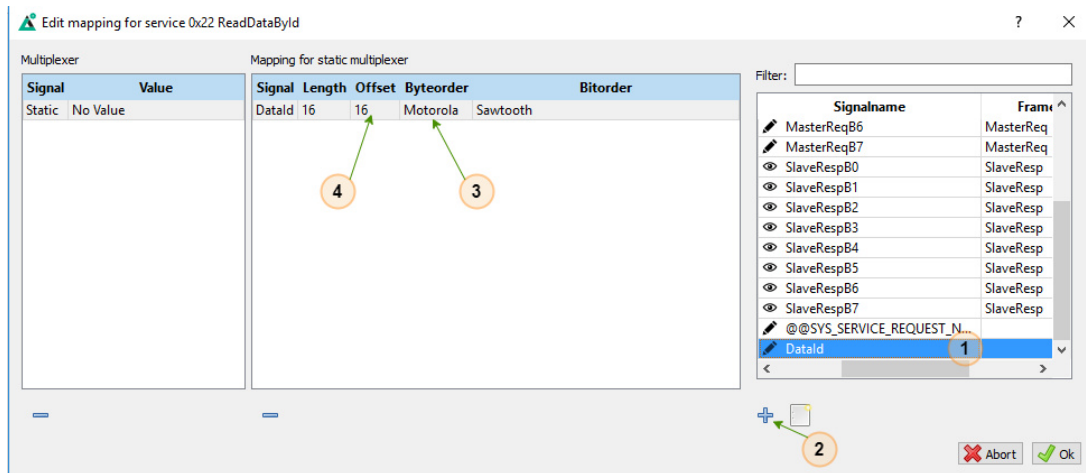 Edit mapping for service 0x22 ReadDataById
? X
Multiplexer
Signal Value
Static No Value
Mapping for static multiplexer
Signal Length Offset Byteorder Bitorder
DataId 16 16 Motorola Sawtooth
4
3
Filter:
Signalname Frame
MasterReqB6 MasterReq
MasterReqB7 MasterReq
SlaveRespB0 SlaveResp
SlaveRespB1 SlaveResp
SlaveRespB2 SlaveResp
SlaveRespB3 SlaveResp
SlaveRespB4 SlaveResp
SlaveRespB5 SlaveResp
SlaveRespB6 SlaveResp
SlaveRespB7 SlaveResp
@@SYS_SERVICE_REQUEST_N...
DataId 1
2
Abort Ok